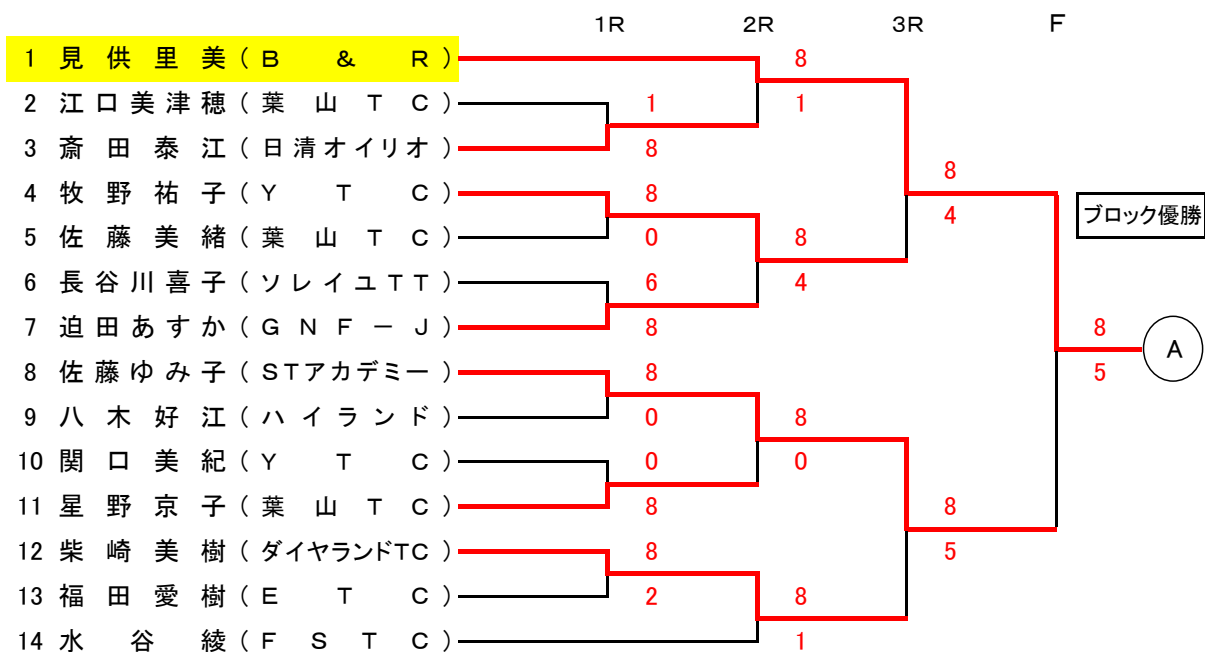 1R 2R 3R F
1 見供里美(B & R) 8
2 江口美津穂(葉山TC) 1 1
3 斎田泰江(日清オイリオ) 8
8
4 牧野祐子(Y T C) 8
4 ブロック優勝
5 佐藤美緒(葉山TC) 0 8
6 長谷川喜子(ソレイユTT) 6 4
7 迫田あすか(GNF-J) 8 8
A
8 佐藤ゆみ子(STアカデミー) 8 5
9 八木好江(ハイランド) 0 8
10 関口美紀(Y T C) 0 0
11 星野京子(葉山TC) 8 8
12 柴崎美樹(ダイヤランドTC) 8 5
13 福田愛樹(E T C) 2 8
14 水谷綾(F S T C) 1